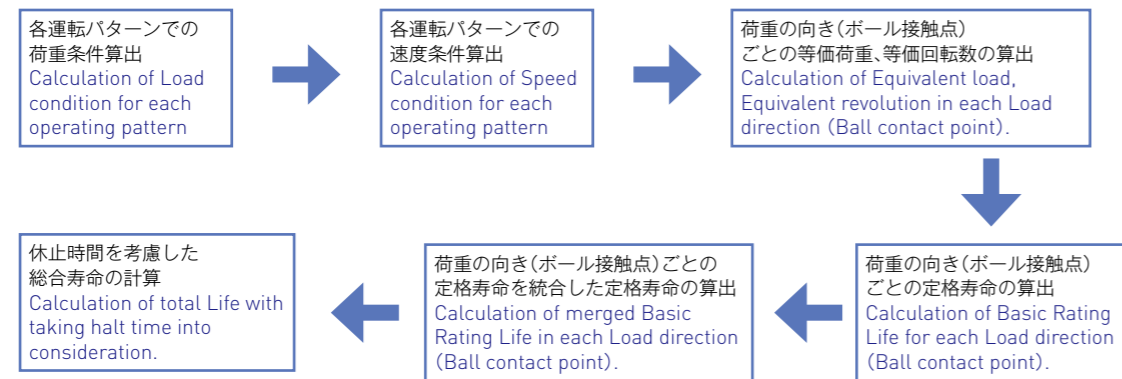 各運転パターンでの
荷重条件算出
Calculation of Load
condition for each
operating pattern
各運転パターンでの
速度条件算出
Calculation of Speed
condition for each
operating pattern
荷重の向き(ボール接触点)
ごとの等価荷重、等価回転数の算出
Calculation of Equivalent load,
Equivalent revolution in each Load
direction (Ball contact point).
荷重の向き(ボール接触点)
ごとの定格寿命の算出
Calculation of Basic Rating
Life for each Load direction
(Ball contact point).
荷重の向き(ボール接触点)ごとの
定格寿命を統合した定格寿命の算出
Calculation of merged Basic
Rating Life in each Load direction
(Ball contact point).
休止時間を考慮した
総合寿命の計算
Calculation of total Life with
taking halt time into
consideration.